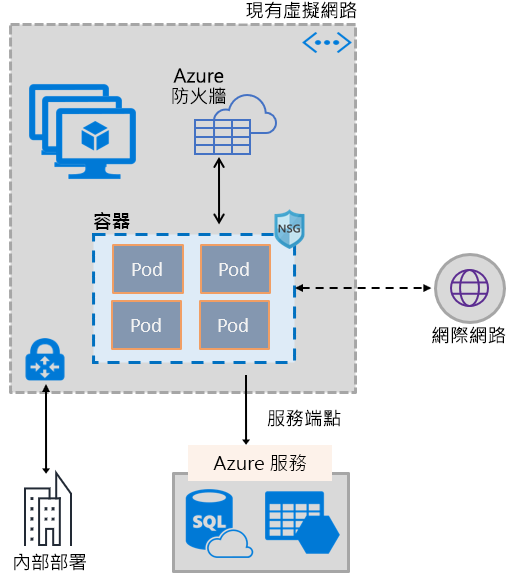 現有虛擬網路
Azure
防火牆
容器
NSG
Pod
Pod
Pod
Pod
網際網路
服務端點
Azure 服務
SQL
內部部署